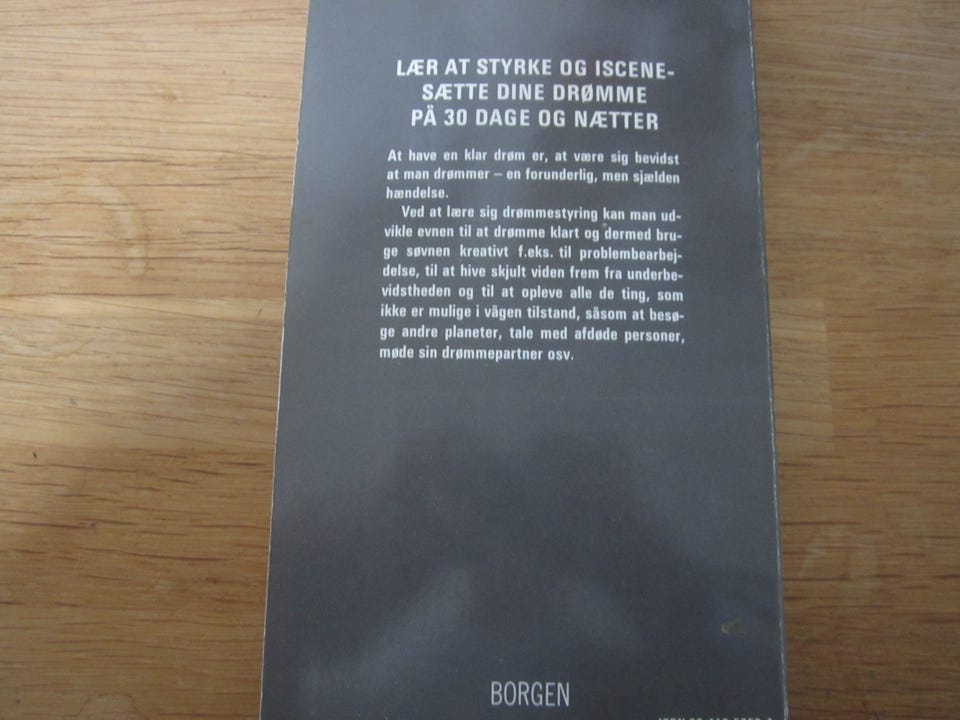 LÆR AT STYRKE OG ISCENE-
SÆTTE DINE DRØMME
PÅ 30 DAGE OG NÆTTER
At have en klar drøm er, at være sig bevidst
at man drømmer – en forunderlig, men sjælden
hændelse.
Ved at lære sig drømmestyring kan man ud-
vikle evnen til at drømme klart og dermed bru-
ge søvnen kreativt f.eks. til problembearbej-
delse, til at hive skjult viden frem fra underbe-
vidstheden og til at opleve alle de ting, som
ikke er mulige i vågen tilstand, såsom at besø-
ge andre planeter, tale med afdøde personer,
møde sin drømmepartner osv.
BORGEN